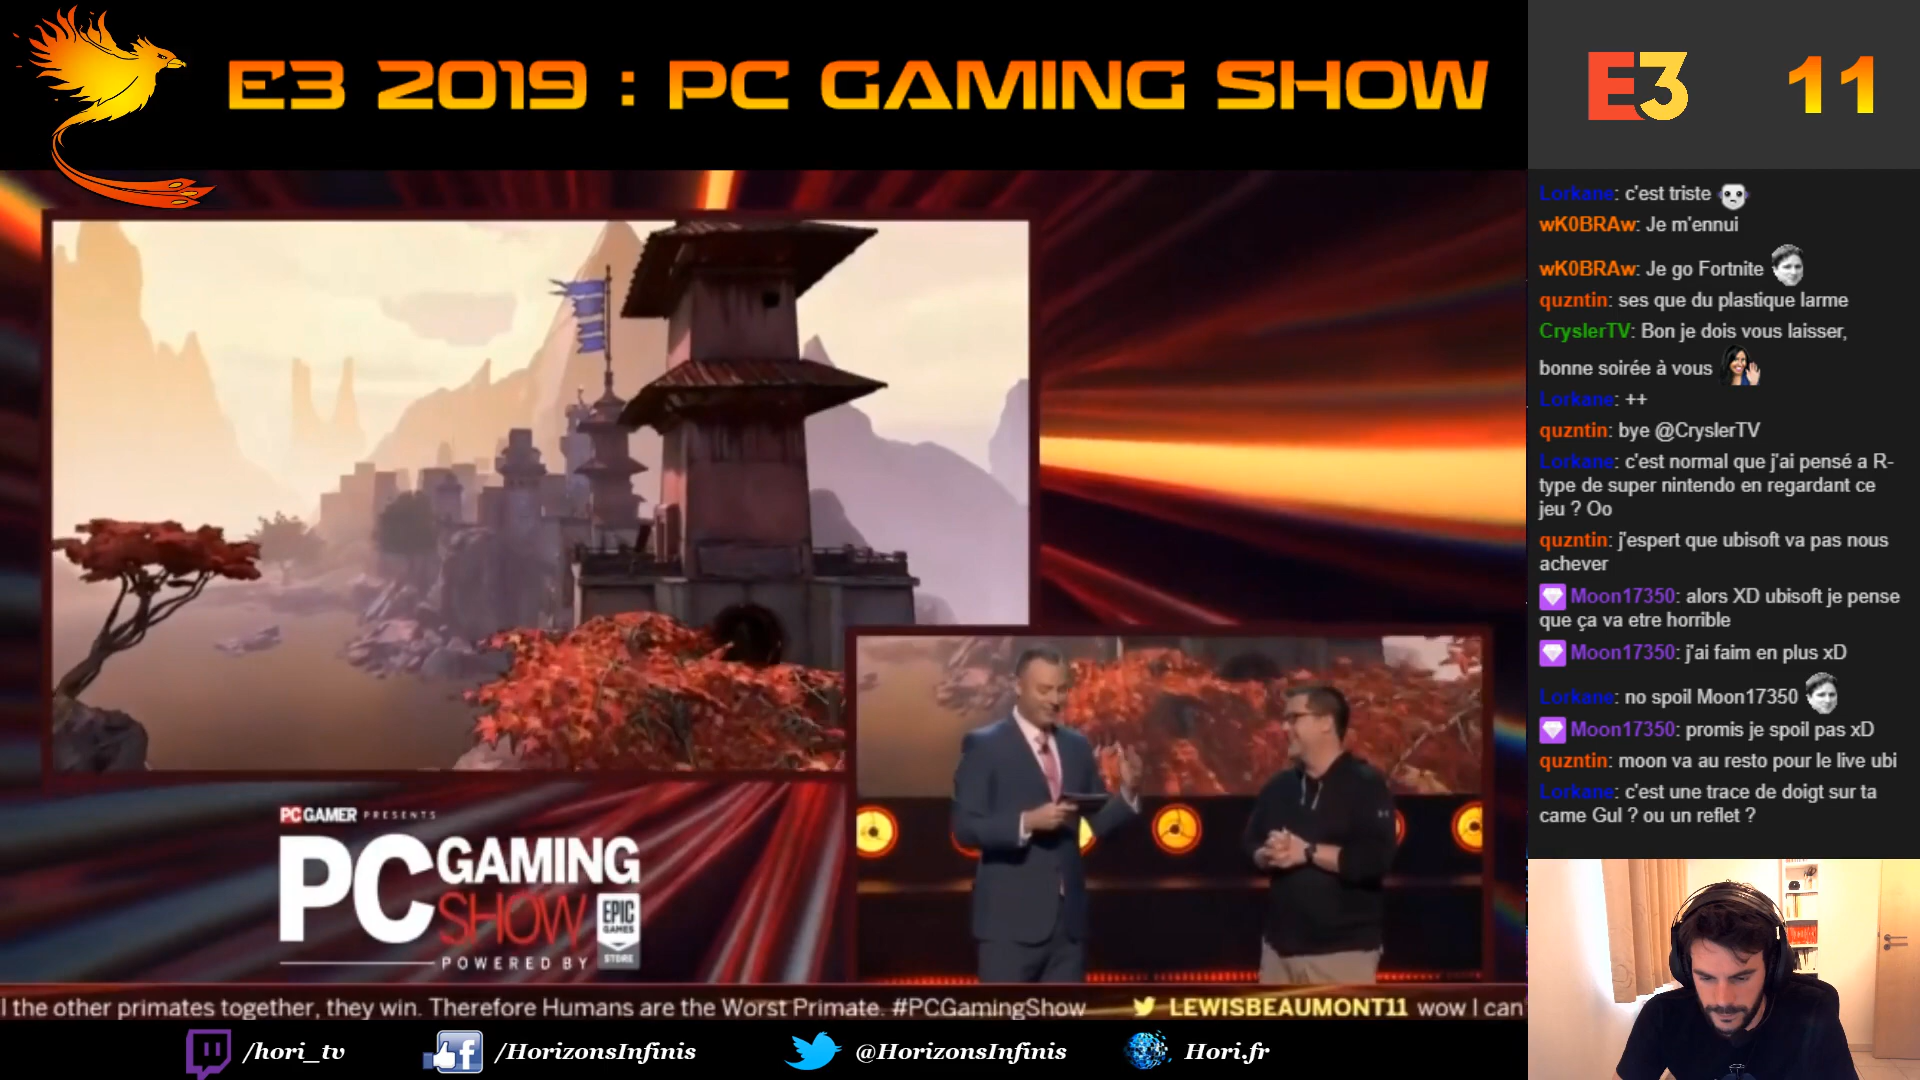 E3 2019 : PC GAMING SHOW
E3
11
Lorkane: c'est triste
wK0BRAw: Je m'ennui
wK0BRAw: Je go Fortnite
quzntin: ses que du plastique larme
CryslerTV: Bon je dois vous laisser,
bonne soirée à vous
Lorkane: ++
quzntin: bye @CryslerTV
Lorkane: c'est normal que j'ai pensé a R-
type de super nintendo en regardant ce
jeu ? Oo
quzntin: j'espert que ubisoft va pas nous
achever
Moon17350: alors XD ubisoft je pense
que ça va etre horrible
Moon17350: j'ai faim en plus xD
Lorkane: no spoil Moon17350
Moon17350: promis je spoil pas xD
quzntin: moon va au resto pour le live ubi
Lorkane: c'est une trace de doigt sur ta
came Gul ? ou un reflet ?
PC GAMER PRESENTS
PC GAMING
SHOW
EPIC
GAMES
STORE
POWERED BY
l the other primates together, they win. Therefore Humans are the Worst Primate. #PCGamingShow LEWISBEAUMONT11 wow I can'
/hori_tv /HorizonsInfinis @HorizonsInfinis Hori.fr